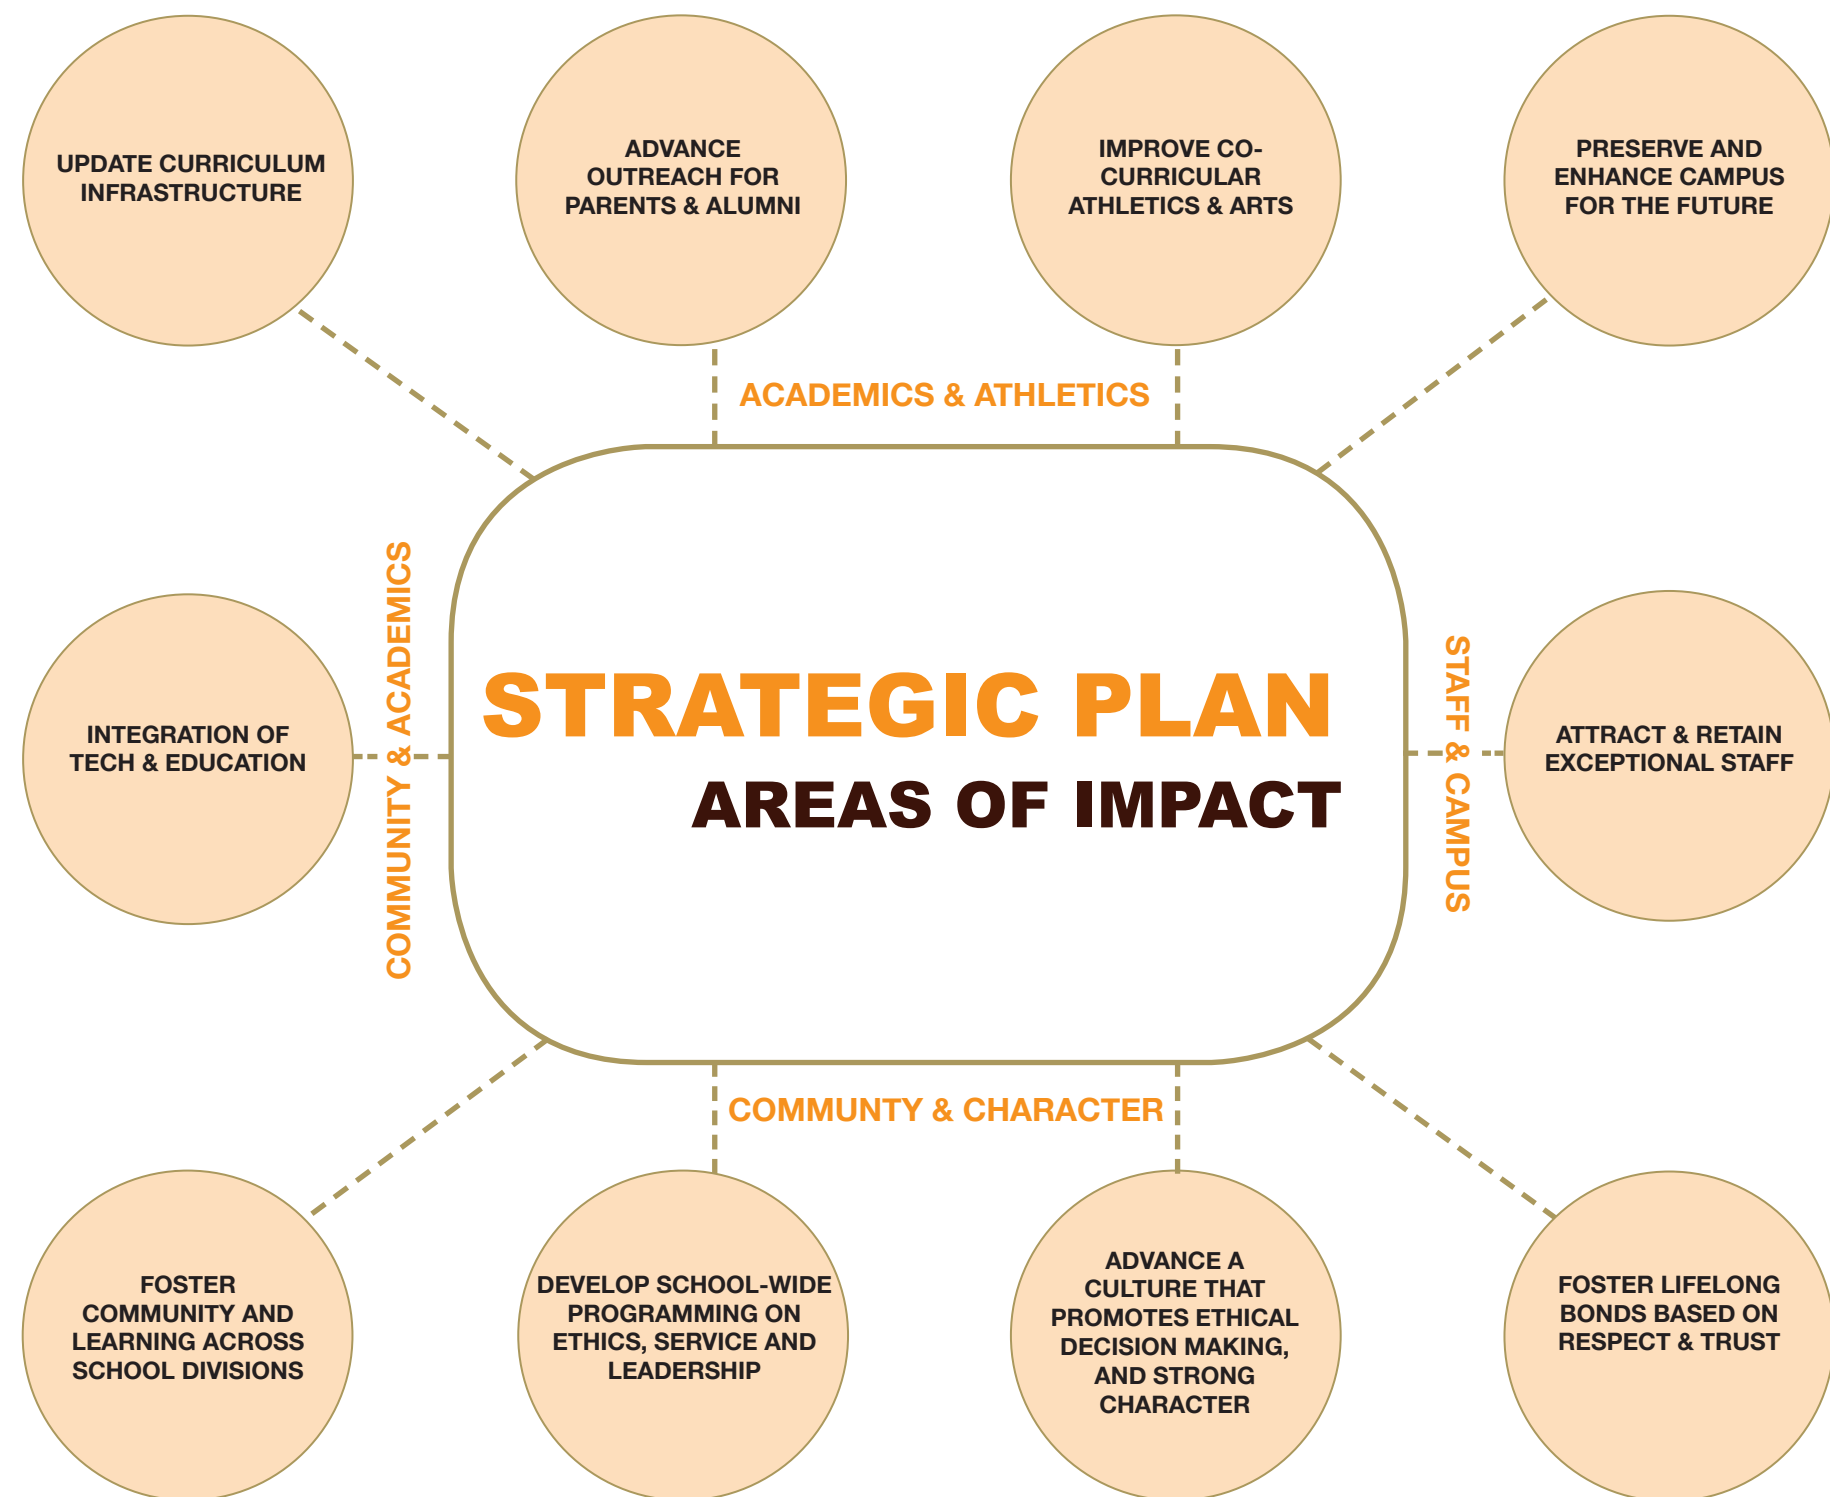 UPDATE CURRICULUM
INFRASTRUCTURE
ADVANCE
OUTREACH FOR
PARENTS & ALUMNI
IMPROVE CO-
CURRICULAR
ATHLETICS & ARTS
PRESERVE AND
ENHANCE CAMPUS
FOR THE FUTURE
ACADEMICS & ATHLETICS
INTEGRATION OF
TECH & EDUCATION
COMMUNITY & ACADEMICS
STRATEGIC PLAN
AREAS OF IMPACT
STAFF & CAMPUS
ATTRACT & RETAIN
EXCEPTIONAL STAFF
COMMUNTY & CHARACTER
FOSTER
COMMUNITY AND
LEARNING ACROSS
SCHOOL DIVISIONS
DEVELOP SCHOOL-WIDE
PROGRAMMING ON
ETHICS, SERVICE AND
LEADERSHIP
ADVANCE A
CULTURE THAT
PROMOTES ETHICAL
DECISION MAKING,
AND STRONG
CHARACTER
FOSTER LIFELONG
BONDS BASED ON
RESPECT & TRUST